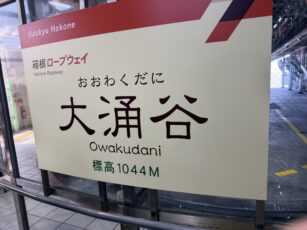 Odakyu Hakone
箱根ロープウェイ
Hakone Ropeway
おおわくだに
大涌谷
Owakudani
標高1044M